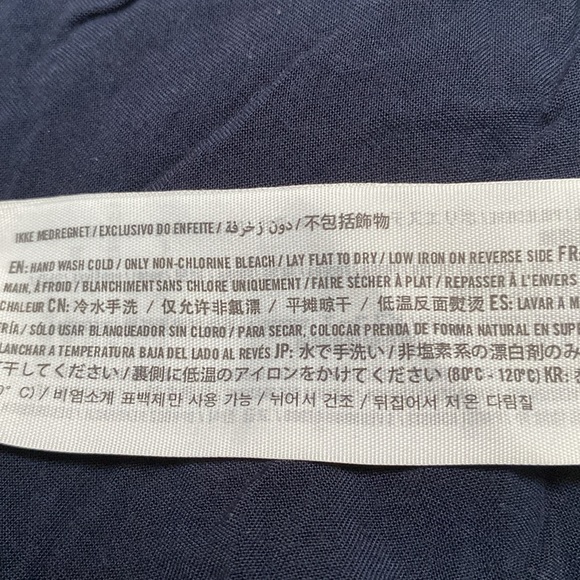 IKKE MEDREGNET / EXCLUSIVO DO ENFEITE / دون زخرفة / 不包括飾物
EN: HAND WASH COLD / ONLY NON-CHLORINE BLEACH / LAY FLAT TO DRY / LOW IRON ON REVERSE SIDE FR:
MAIN, À FROID / BLANCHIMENT SANS CHLORE UNIQUEMENT / FAIRE SÉCHER À PLAT / REPASSER À L'ENVERS
CHALEUR CN: 冷水手洗 / 仅允许非氯漂 / 平摊晾干 / 低温反面熨烫 ES: LAVAR A M
ERÍA / SÓLO USAR BLANQUEADOR SIN CLORO / PARA SECAR, COLOCAR PRENDA DE FORMA NATURAL EN SUP
LANCHAR A TEMPERATURA BAJA DEL LADO AL REVÉS JP: 水で手洗い / 非塩素系の漂白剤のみ
干してください / 裏側に低温のアイロンをかけてください (80°C - 120°C) KR:
0° C) / 비염소계 표백제만 사용 가능 / 뉘어서 건조 / 뒤집어서 저온 다림질